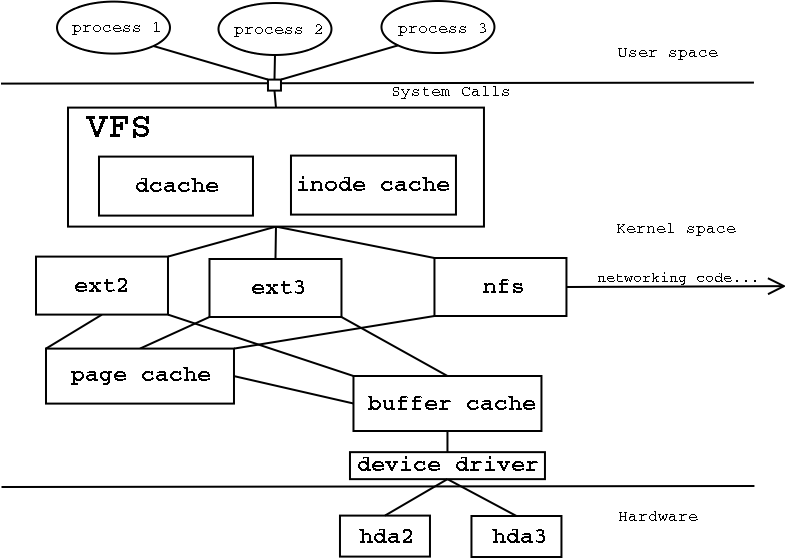 process 1
process 2
process 3
User space
System Calls
VFS
dcache
inode cache
Kernel space
ext2
ext3
nfs
networking code...
page cache
buffer cache
device driver
Hardware
hda2
hda3